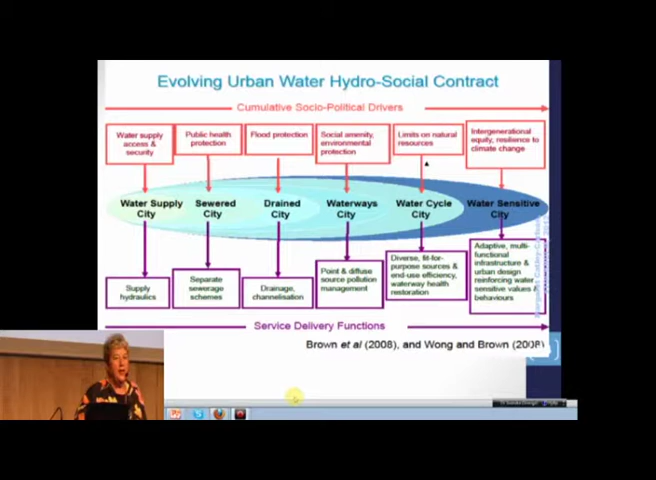 Evolving Urban Water Hydro-Social Contract
Cumulative Socio-Political Drivers
Water supply
access &
security
Public health
protection
Flood protection
Social amenity,
environmental
protection
Limits on natural
resources
Intergenerational
equity, resilience to
climate change
Water Supply
City
Sewered
City
Drained
City
Waterways
City
Water Cycle
City
Water Sensitive
City
Supply
hydraulics
Separate
sewerage
schemes
Drainage,
channelisation
Point & diffuse
source pollution
management
Diverse, fit-for-
purpose sources &
end-use efficiency,
waterway health
restoration
Adaptive, multi-
functional
infrastructure &
urban design
reinforcing water
sensitive values &
behaviours
Service Delivery Functions
Brown et al (2008), and Wong and Brown (2008)